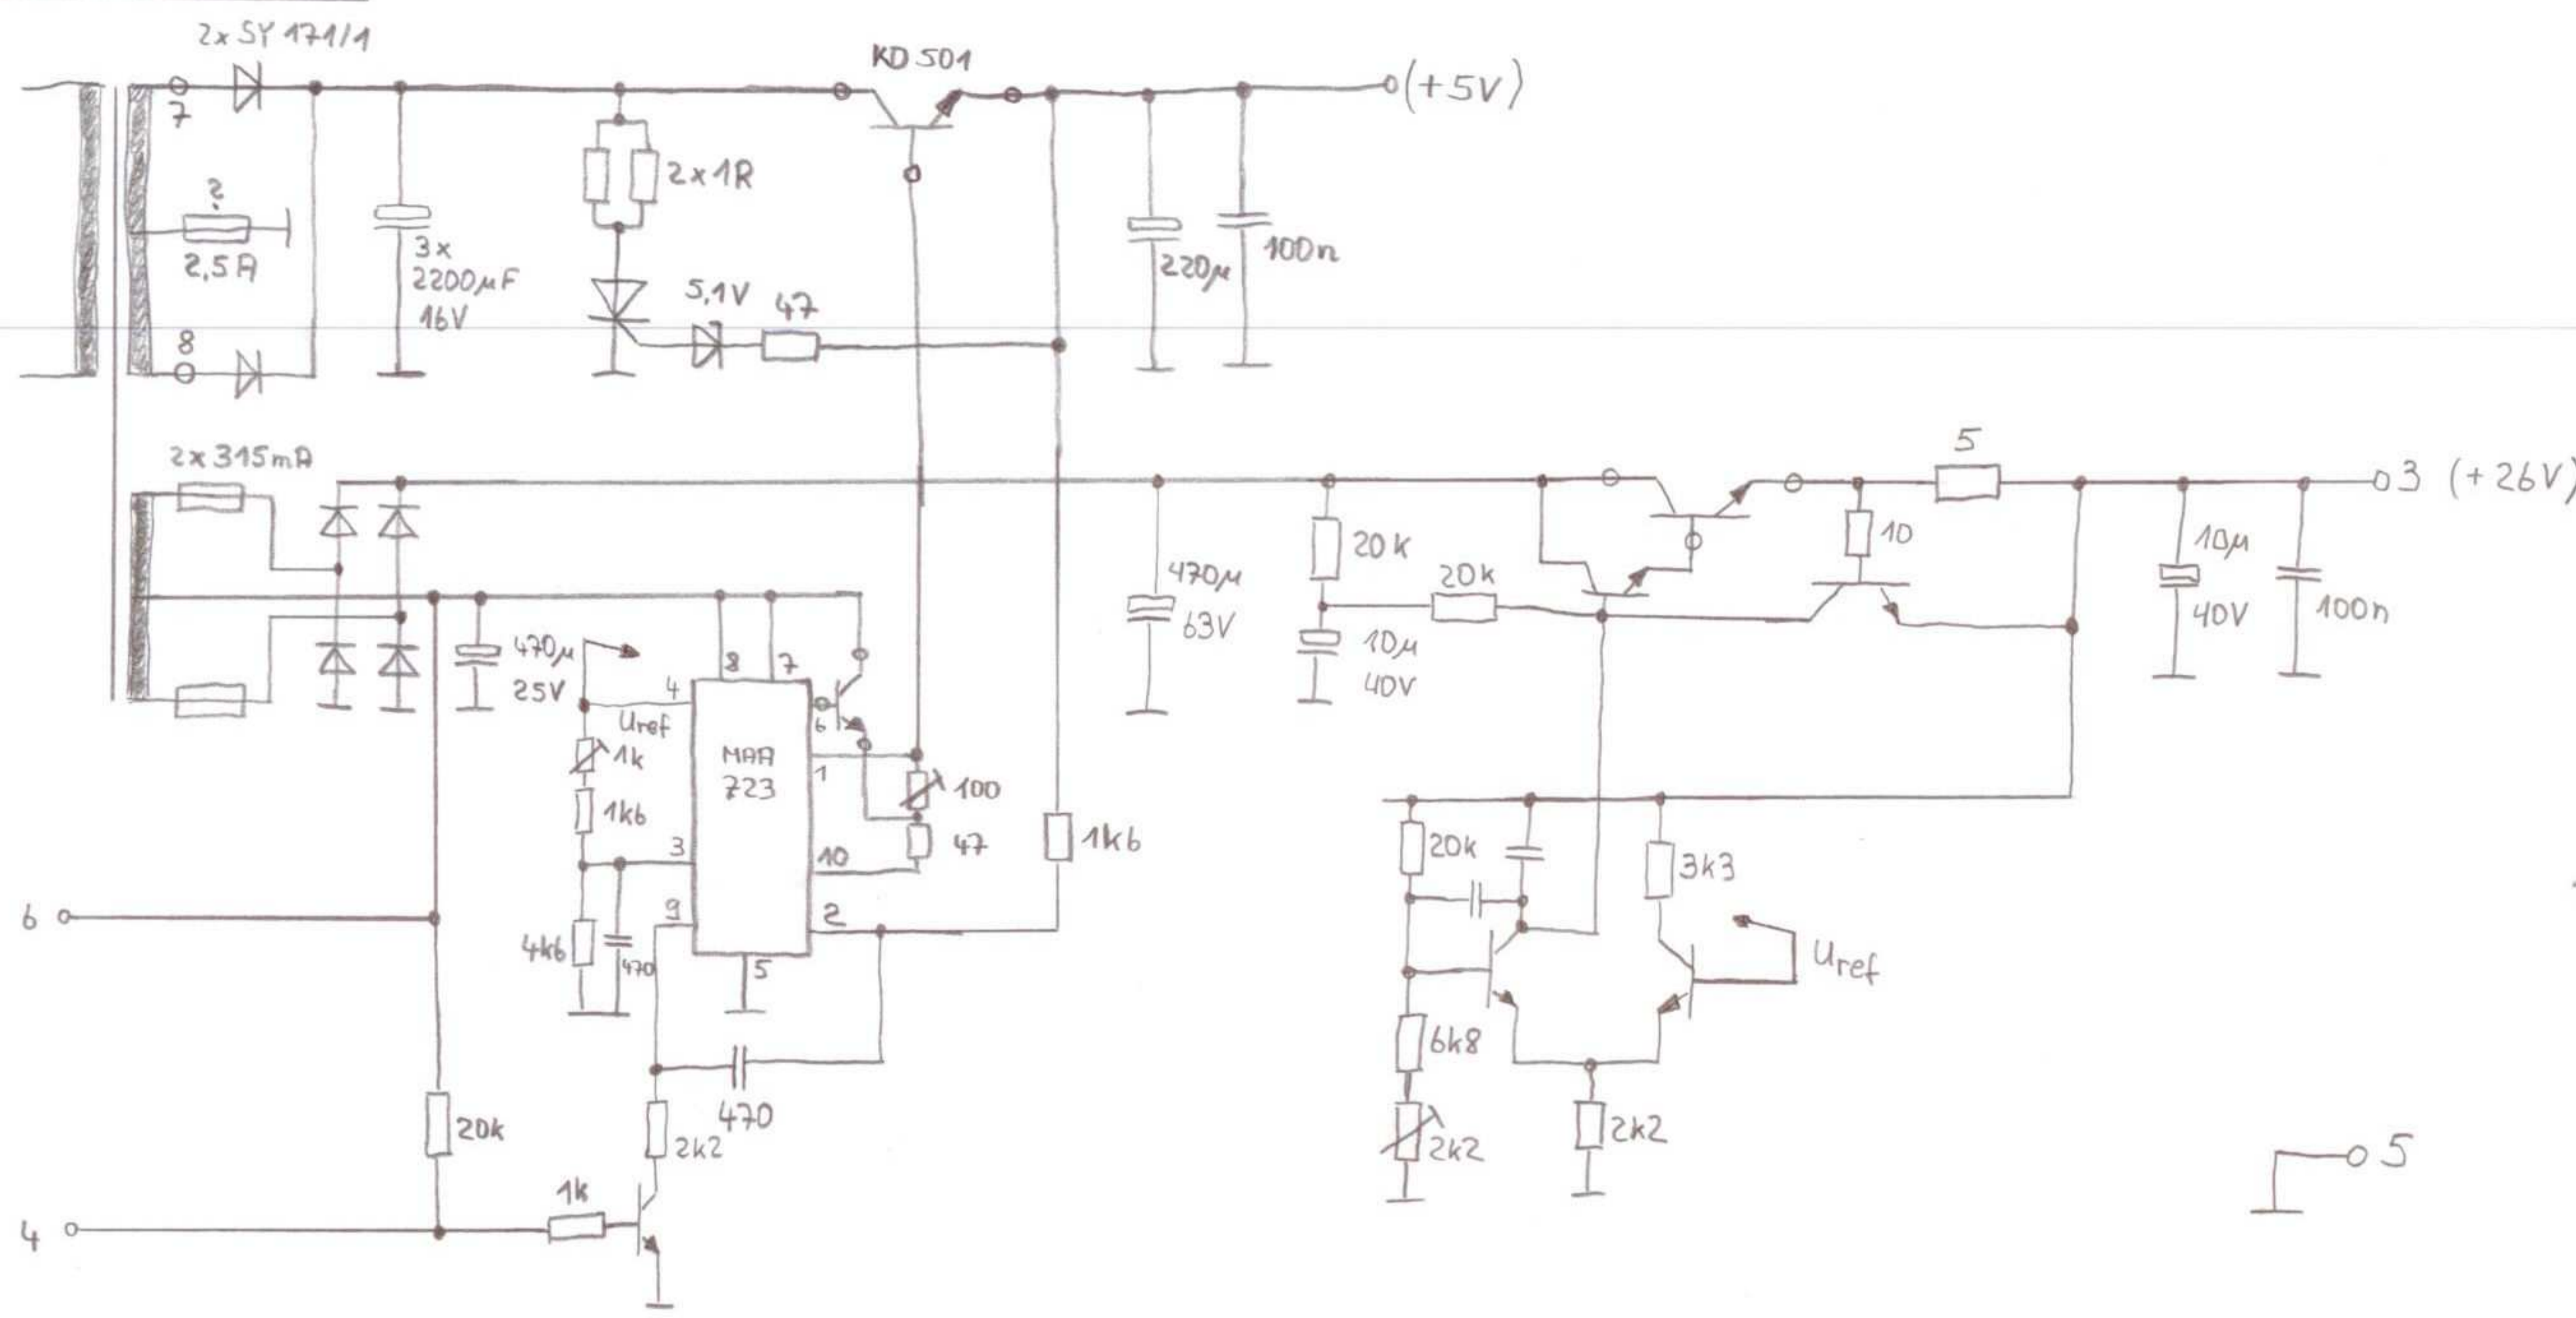 2x SY 171/1
KD 501
(+5V)
7
?
2,5A
8
3x
2200µF
16V
2x1R
5,1V
47
220µ
100n
2x315mA
5
3 (+26V)
20k
20k
10
10µ
40V
100n
470µ
63V
10µ
40V
470µ
25V
8
7
4
Uref
6
1k
MAA
723
1
100
1k6
3
10
47
1k6
9
2
4k6
470
5
6
20k
3k3
Uref
6k8
470
20k
2k2
2k2
2k2
5
1k
4